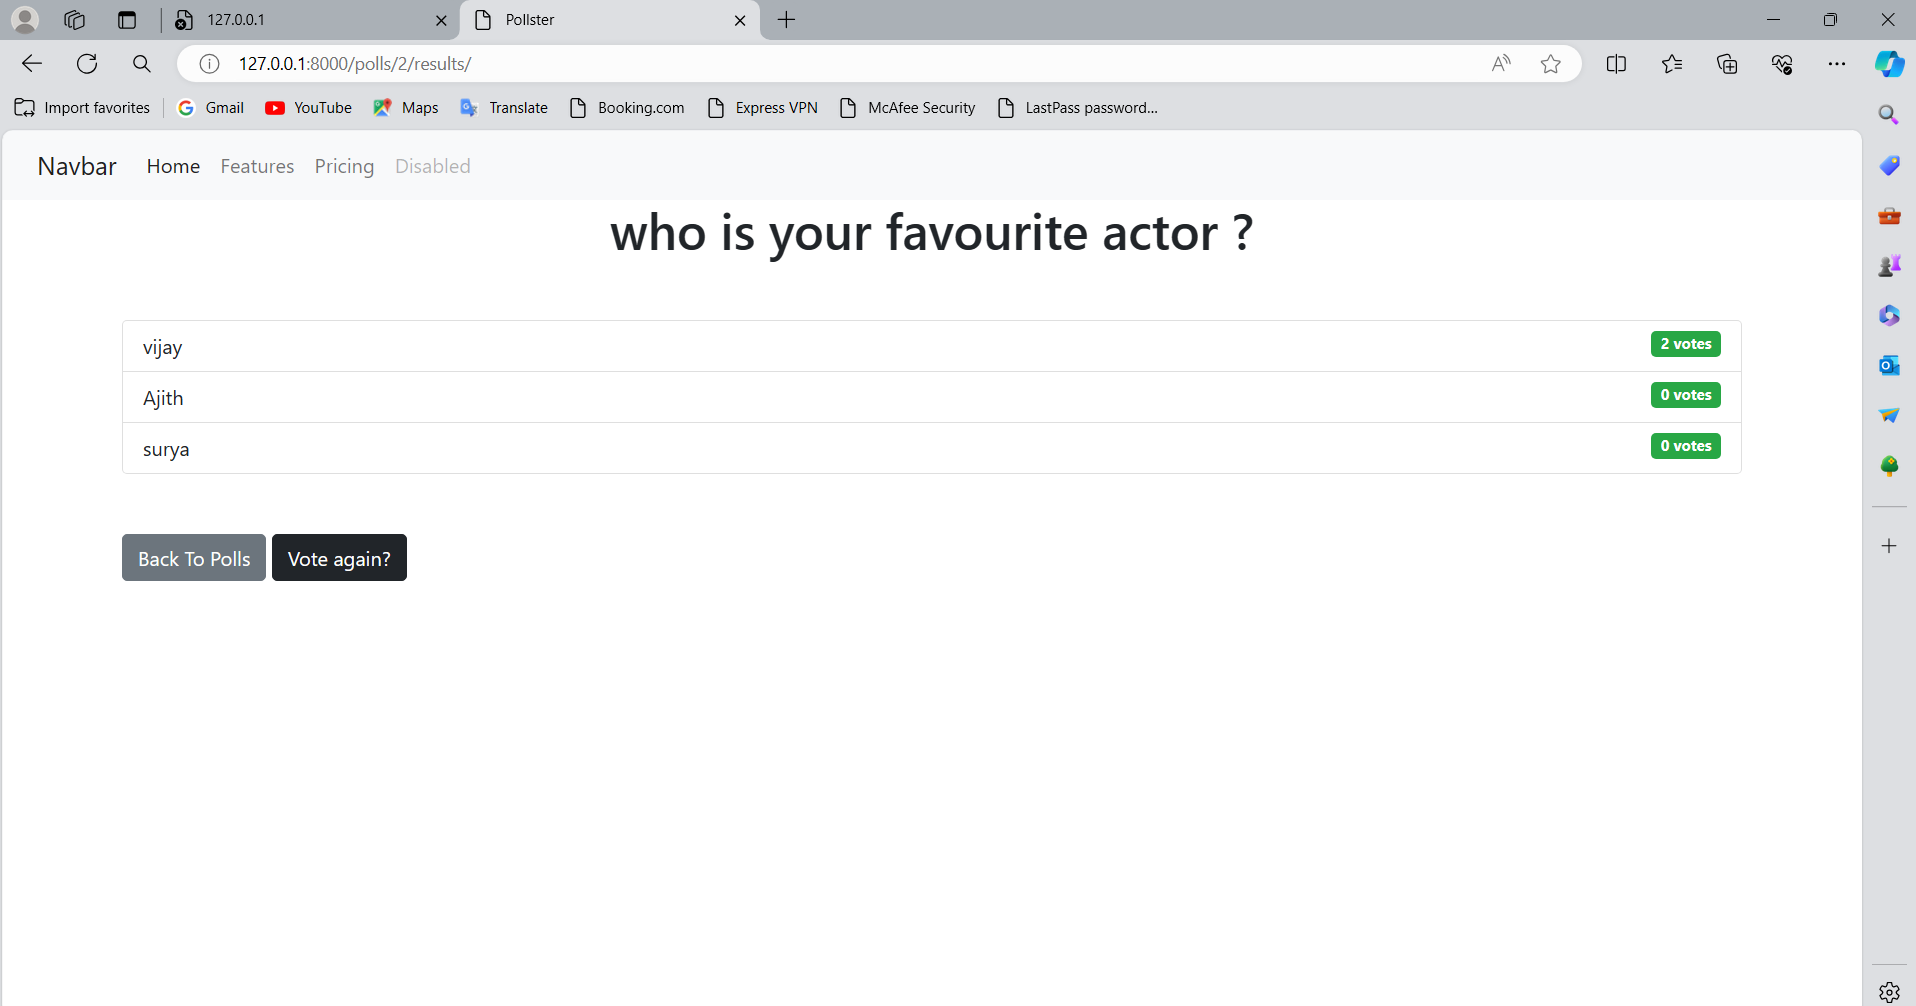 127.0.0.1
Pollster
127.0.0.1:8000/polls/2/results/
Import favorites Gmail YouTube Maps Translate Booking.com Express VPN McAfee Security LastPass password...
Navbar Home Features Pricing Disabled
who is your favourite actor ?
vijay 2 votes
Ajith 0 votes
surya 0 votes
Back To Polls Vote again?